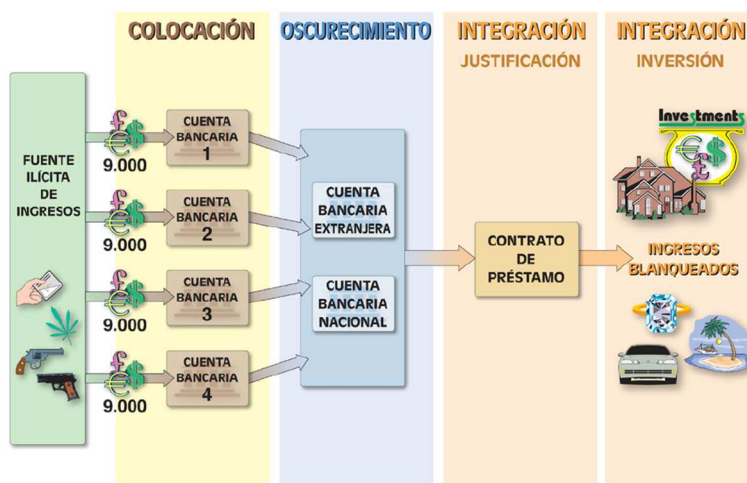 COLOCACIÓN
OSCURECIMIENTO
INTEGRACIÓN
JUSTIFICACIÓN
INTEGRACIÓN
INVERSIÓN
FUENTE
ILÍCITA
DE
INGRESOS
£
€$
9.000
CUENTA
BANCARIA
1
£
€$
9.000
CUENTA
BANCARIA
2
£
€$
9.000
CUENTA
BANCARIA
3
£
€$
9.000
CUENTA
BANCARIA
4
CUENTA
BANCARIA
EXTRANJERA
CUENTA
BANCARIA
NACIONAL
CONTRATO
DE
PRÉSTAMO
Investments
€$
£
INGRESOS
BLANQUEADOS